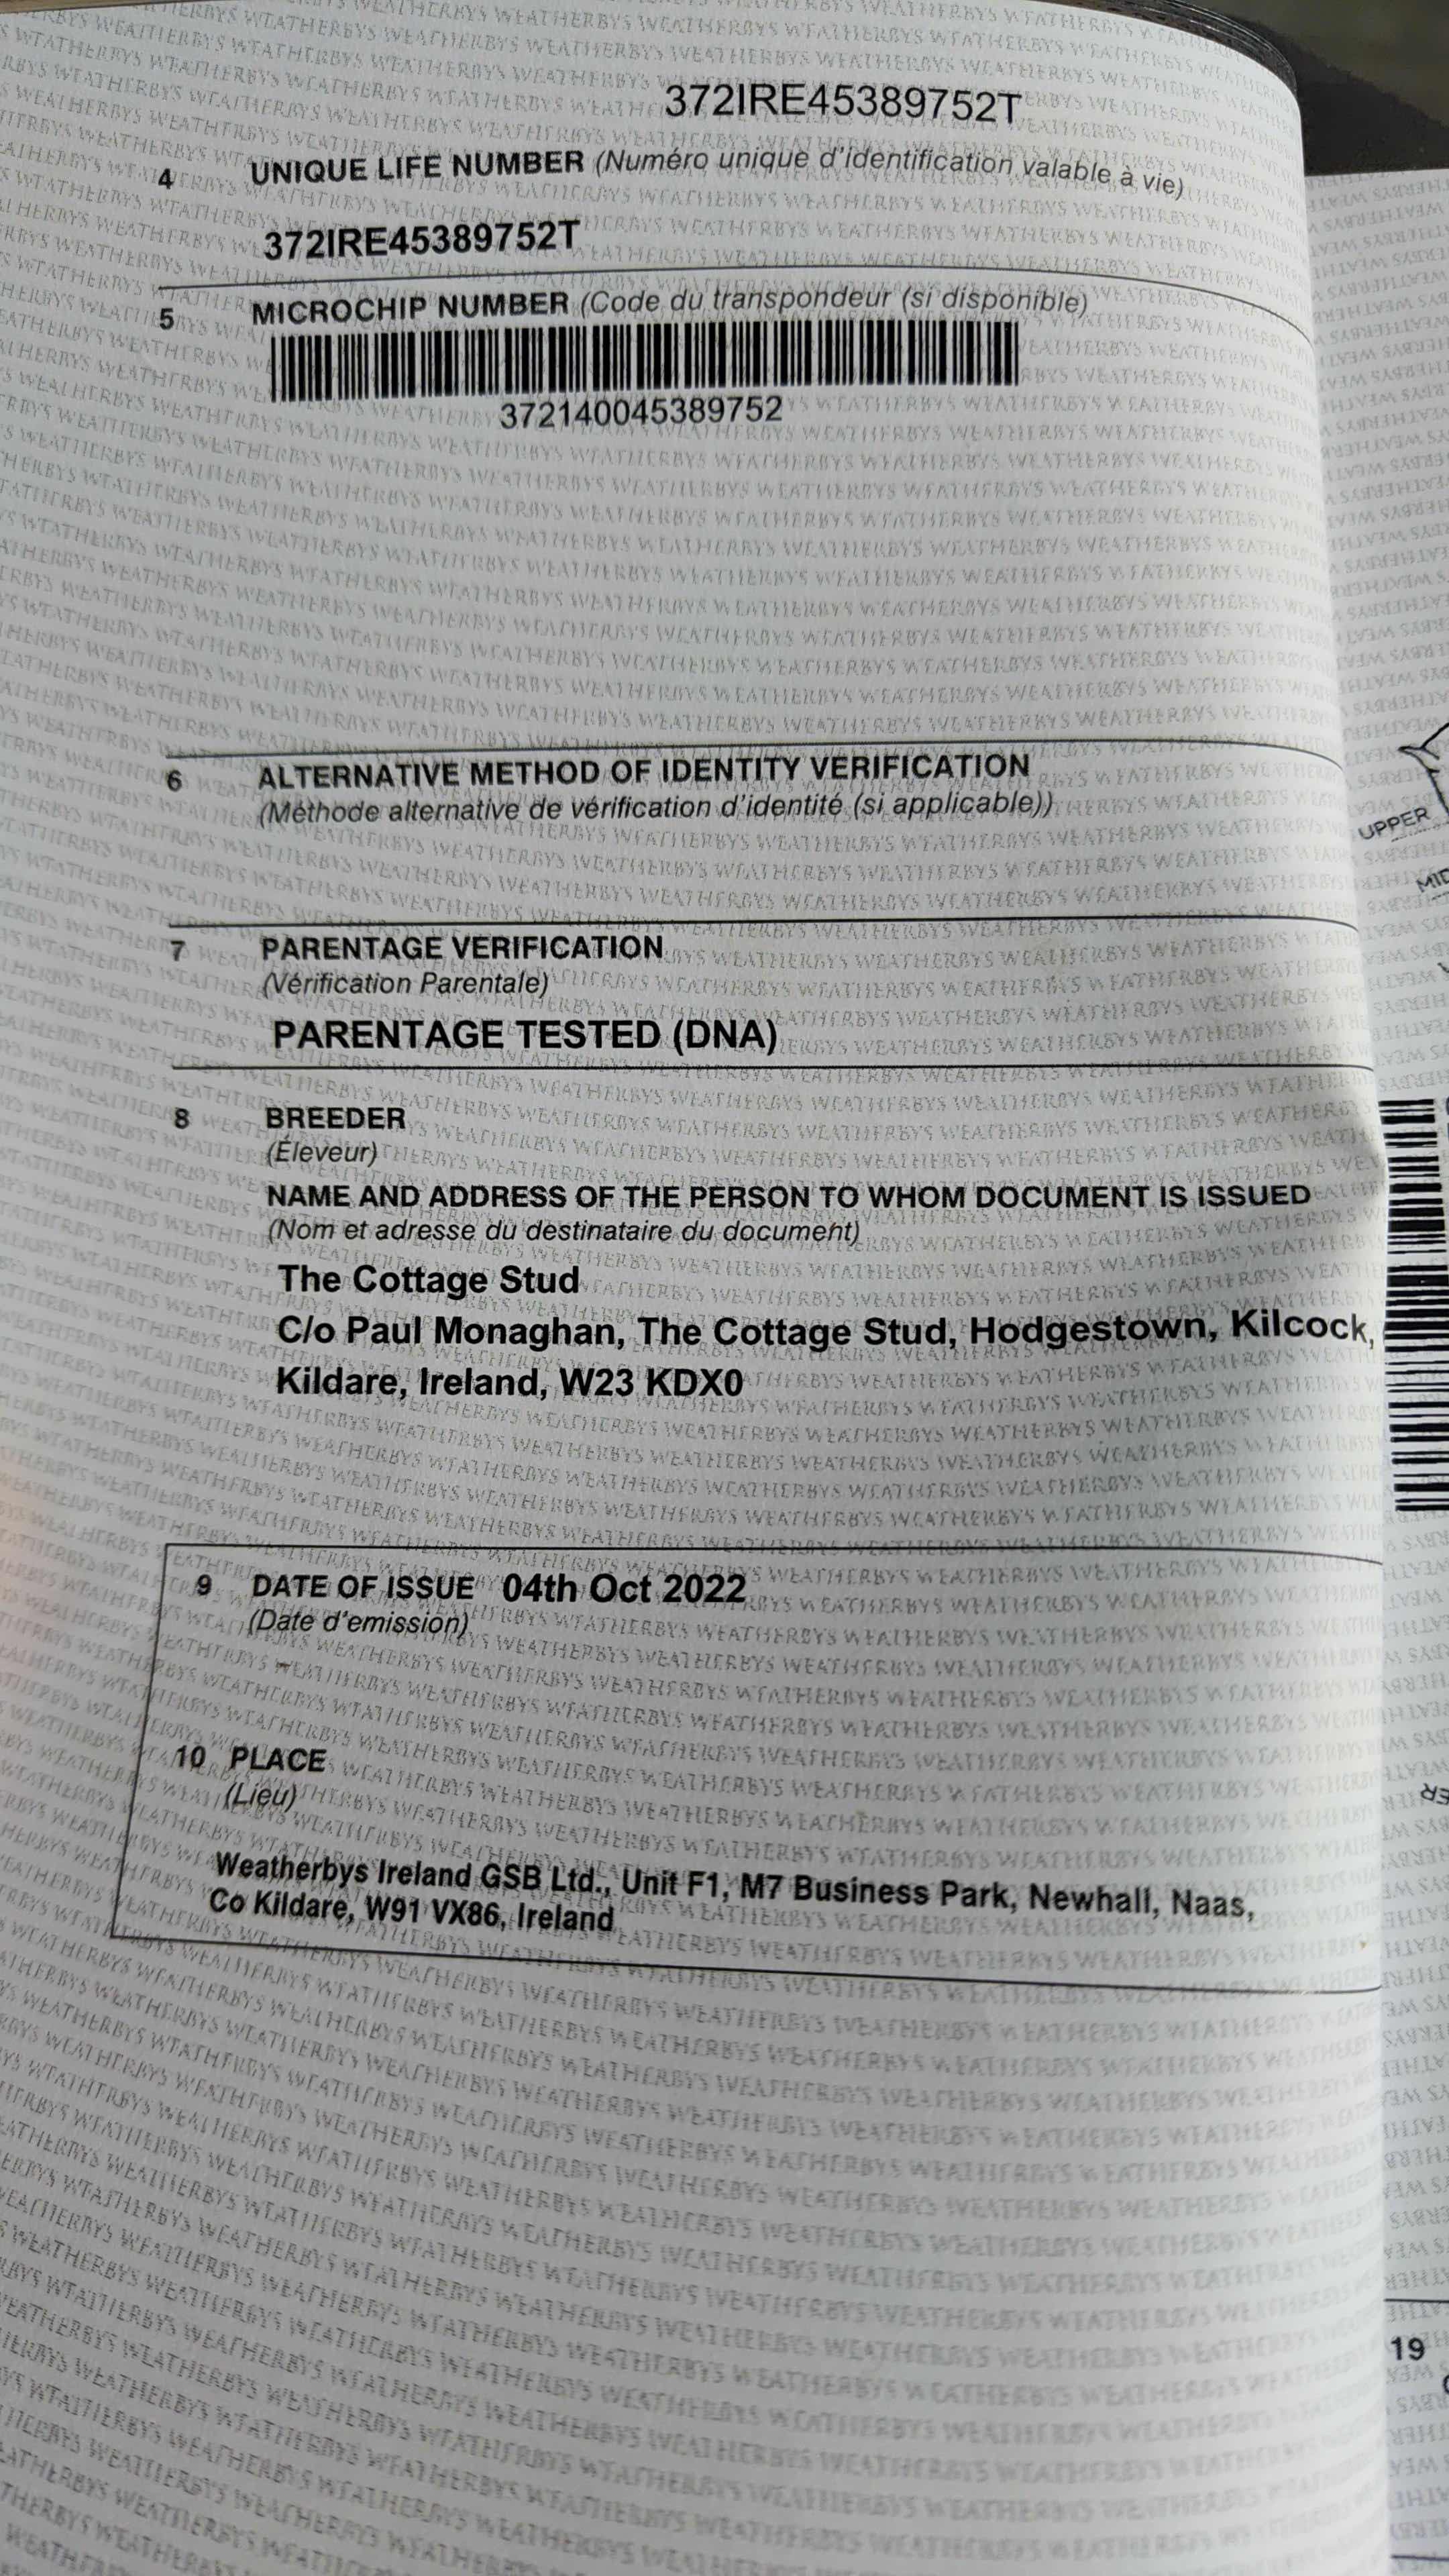 372IRE45389752T
4 UNIQUE LIFE NUMBER (Numéro unique d'identification valable à vie)
372IRE45389752T
5 MICROCHIP NUMBER (Code du transpondeur (si disponible)
372140045389752
6 ALTERNATIVE METHOD OF IDENTITY VERIFICATION
(Méthode alternative de vérification d'identité (si applicable))
7 PARENTAGE VERIFICATION
(Vérification Parentale)
PARENTAGE TESTED (DNA)
8 BREEDER
(Éleveur)
NAME AND ADDRESS OF THE PERSON TO WHOM DOCUMENT IS ISSUED
(Nom et adresse du destinataire du document)
The Cottage Stud
C/o Paul Monaghan, The Cottage Stud, Hodgestown, Kilcock,
Kildare, Ireland, W23 KDX0
9 DATE OF ISSUE 04th Oct 2022
(Date d'emission)
10 PLACE
(Lieu)
Weatherbys Ireland GSB Ltd., Unit F1, M7 Business Park, Newhall, Naas,
Co Kildare, W91 VX86, Ireland
UPPER
19